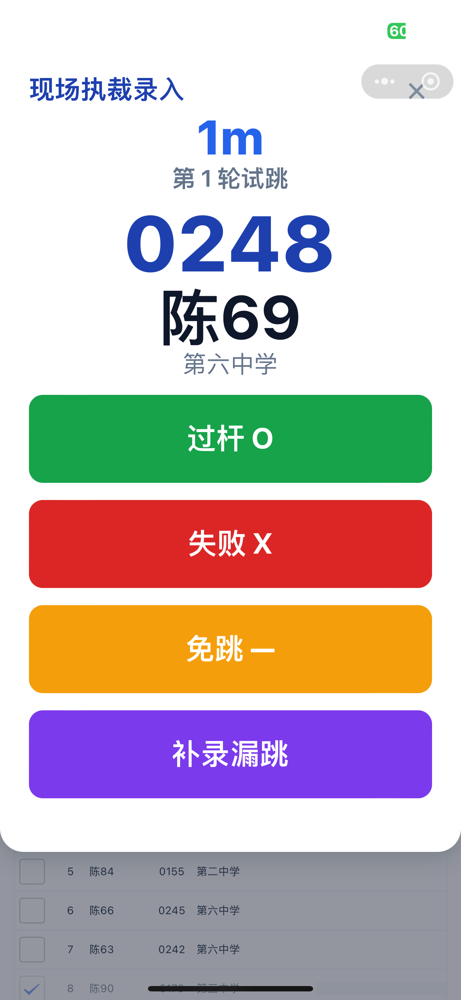 60
现场执裁录入
1m
第 1 轮试跳
0248
陈69
第六中学
过杆 O
失败 X
免跳 —
补录漏跳
5 陈84 0155 第二中学
6 陈66 0245 第六中学
7 陈63 0242 第六中学
8 陈90